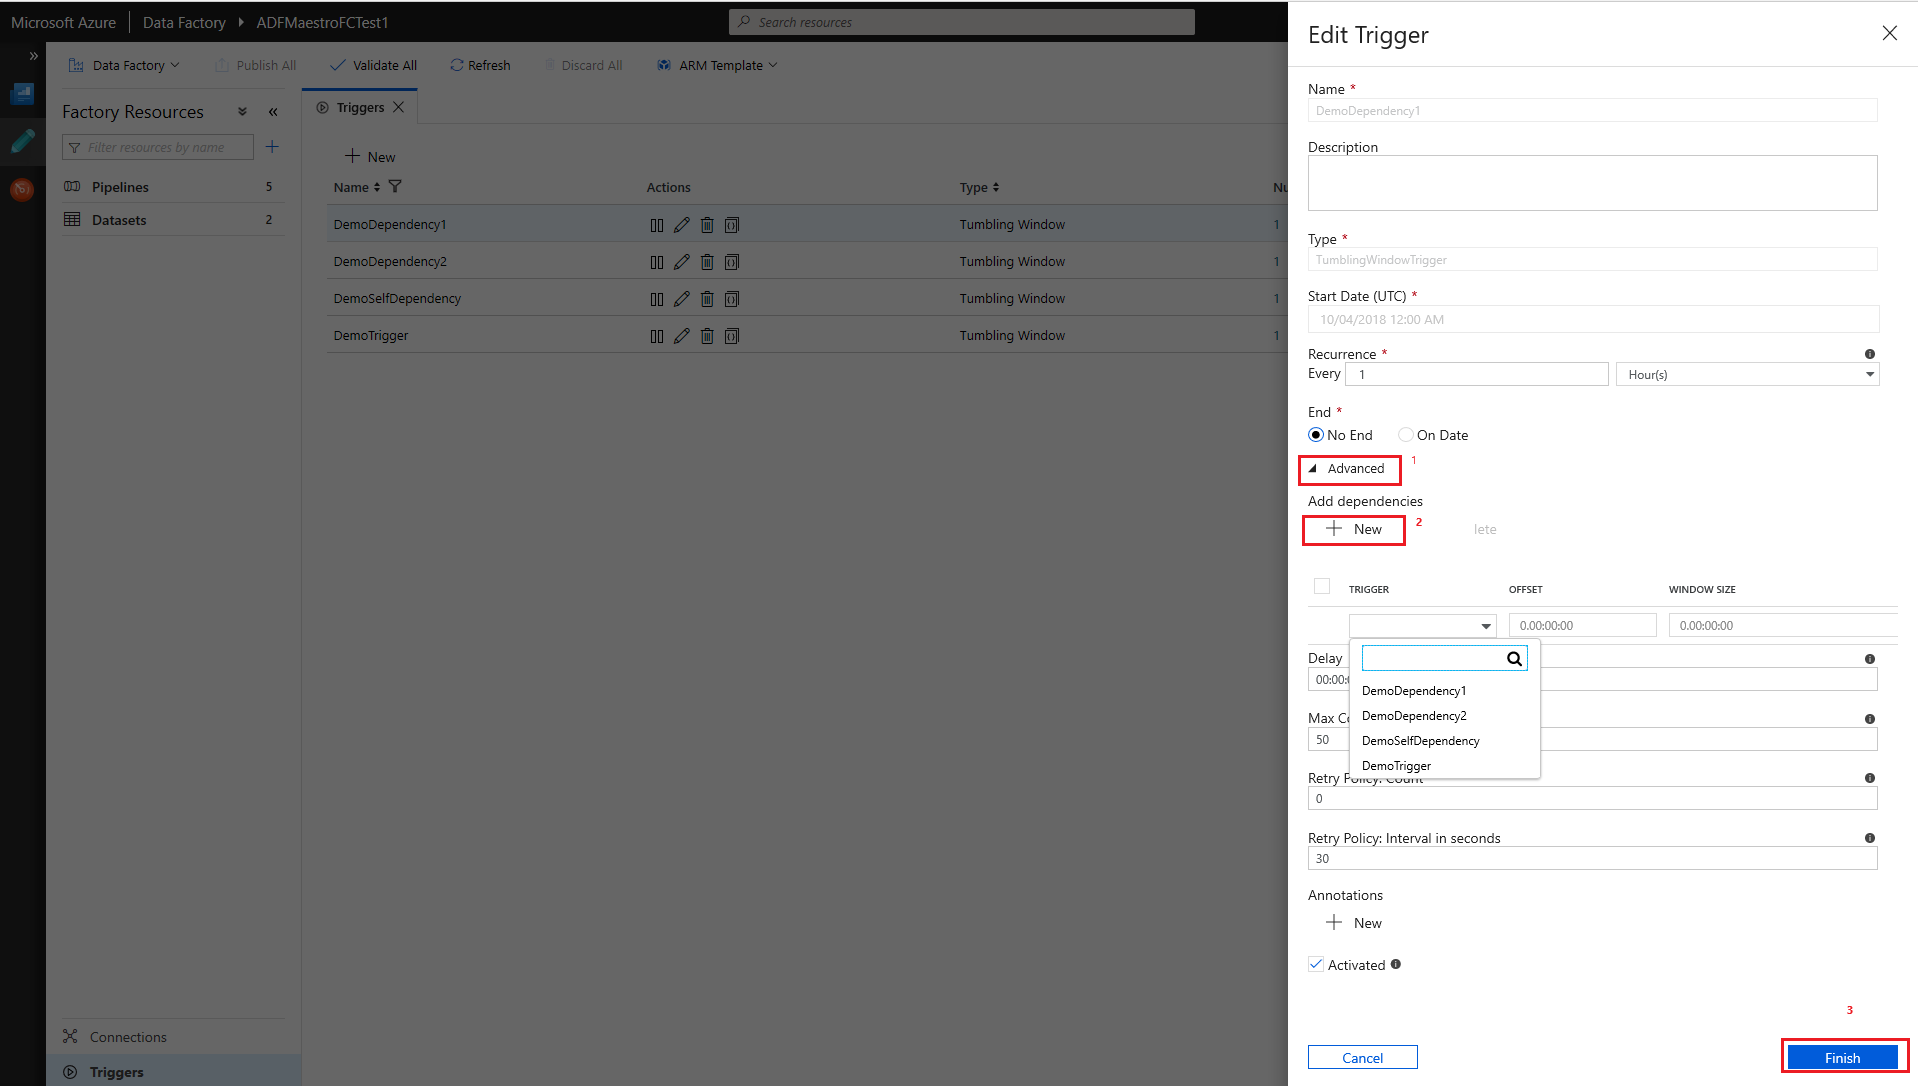 Microsoft Azure Data Factory ADFMaestroFCTest1 Search resources
Data Factory Publish All Validate All Refresh Discard All ARM Template
Factory Resources
Filter resources by name
Pipelines 5
Datasets 2
Connections
Triggers
Triggers
New
Name Actions Type Nu
DemoDependency1 Tumbling Window 1
DemoDependency2 Tumbling Window 1
DemoSelfDependency Tumbling Window 1
DemoTrigger Tumbling Window 1
Edit Trigger
Name *
DemoDependency1
Description
Type *
TumblingWindowTrigger
Start Date (UTC) *
10/04/2018 12:00 AM
Recurrence *
Every 1 Hour(s)
End *
No End On Date
Advanced 1
Add dependencies
New 2 lete
TRIGGER OFFSET WINDOW SIZE
0.00:00:00 0.00:00:00
DemoDependency1
DemoDependency2
DemoSelfDependency
DemoTrigger
Delay
00:00:
Max
50
Retry Policy: Count
0
Retry Policy: Interval in seconds
30
Annotations
New
Activated
3
Cancel Finish